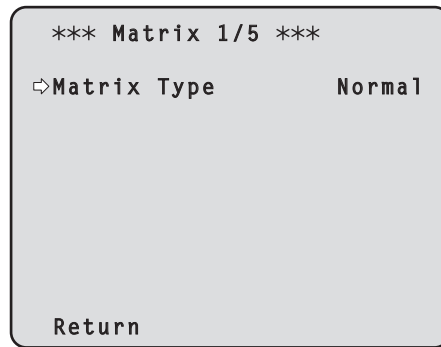 *** Matrix 1/5 ***
⇨Matrix Type Normal
Return